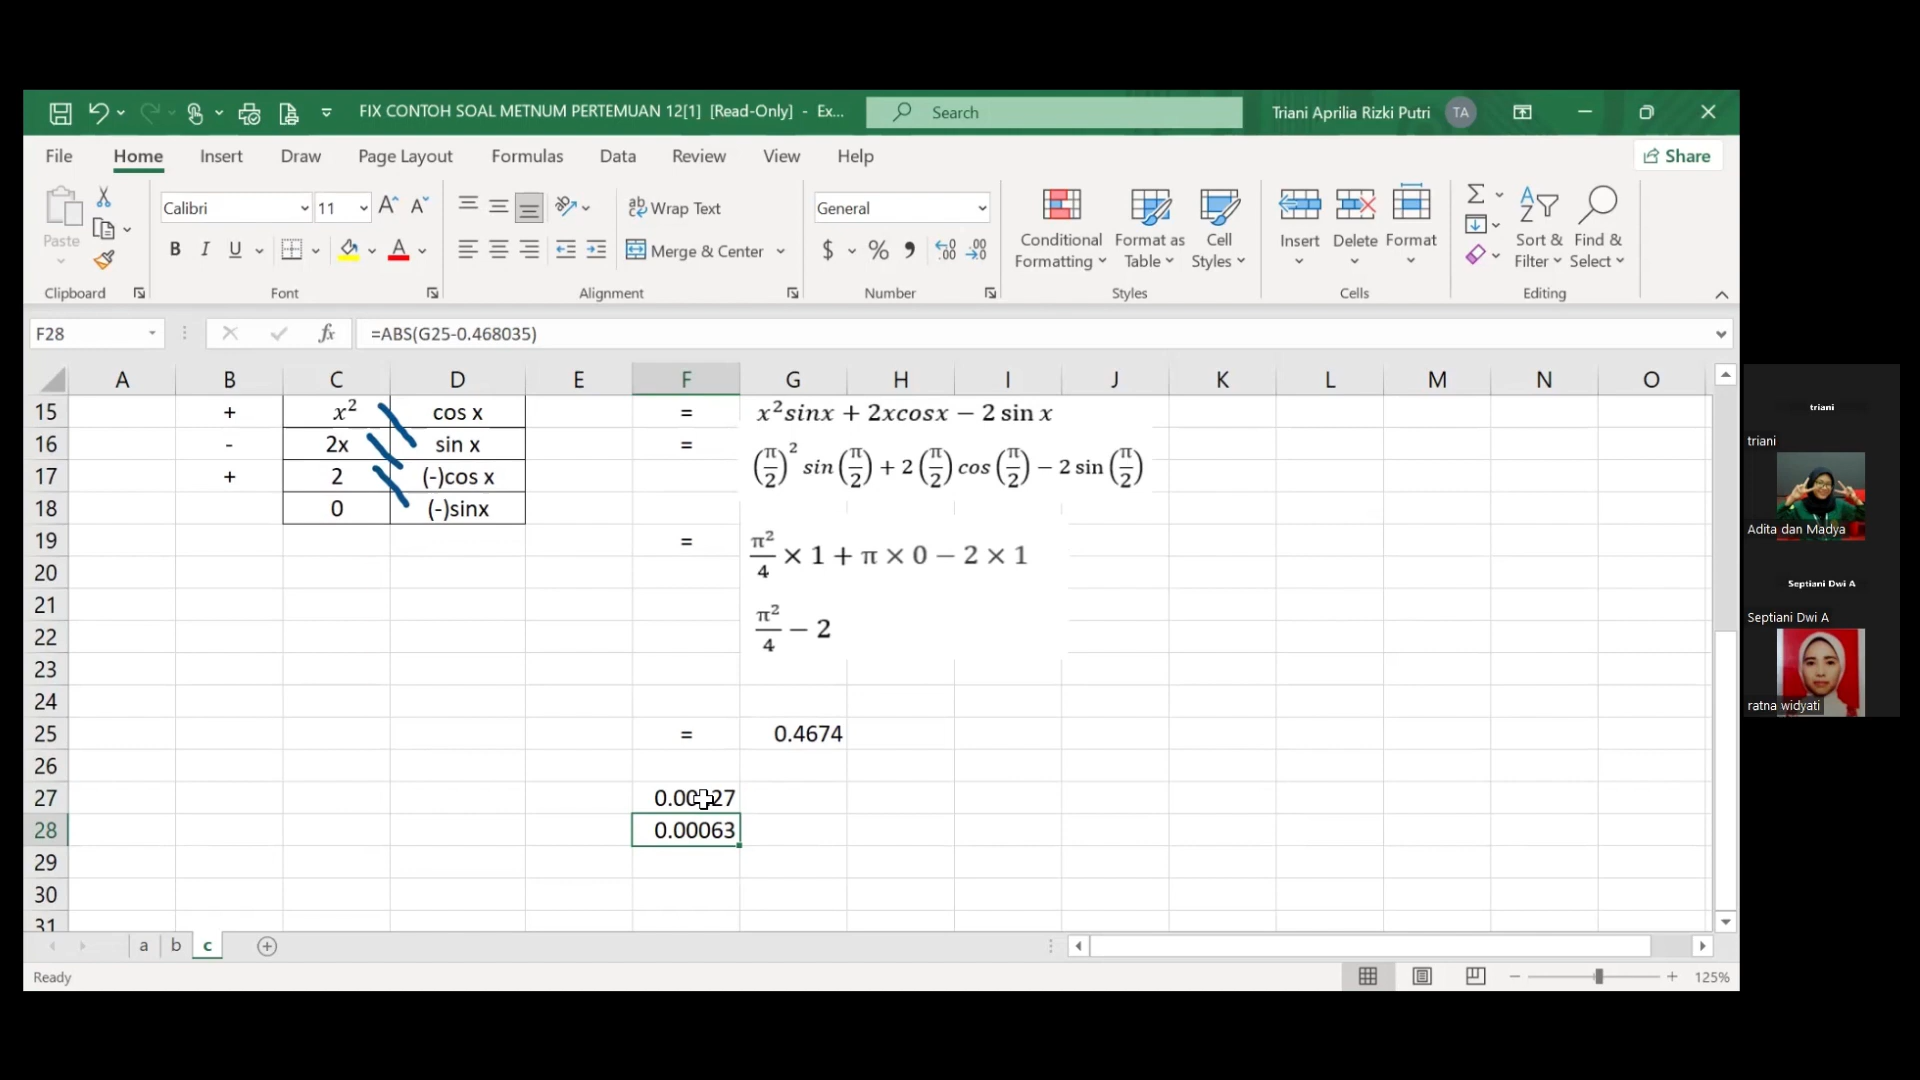 FIX CONTOH SOAL METNUM PERTEMUAN 12[1] [Read-Only] - Ex...
Search
Triani Aprilia Rizki Putri
TA
File Home Insert Draw Page Layout Formulas Data Review View Help
Share
Paste
Calibri
11
B I U
Wrap Text
Merge & Center
General
$ % ,
Conditional Formatting
Format as Table
Cell Styles
Insert
Delete
Format
Sort & Filter
Find & Select
Clipboard
Font
Alignment
Number
Styles
Cells
Editing
F28
fx
=ABS(G25-0.468035)
A B C D E F G H I J K L M N O
15 + x² cos x = x²sinx + 2xcosx − 2 sin x
16 - 2x sin x = (π/2)² sin (π/2) + 2 (π/2) cos (π/2) − 2 sin (π/2)
17 + 2 (-)cos x
18 0 (-)sinx
19 = π²/4 × 1 + π × 0 − 2 × 1
20
21
22 π²/4 − 2
23
24
25 = 0.4674
26
27
28 0.00063
29
30
31
a b c
Ready
125%
triani
triani
Adita dan Madya
Septiani Dwi A
Septiani Dwi A
ratna widyati